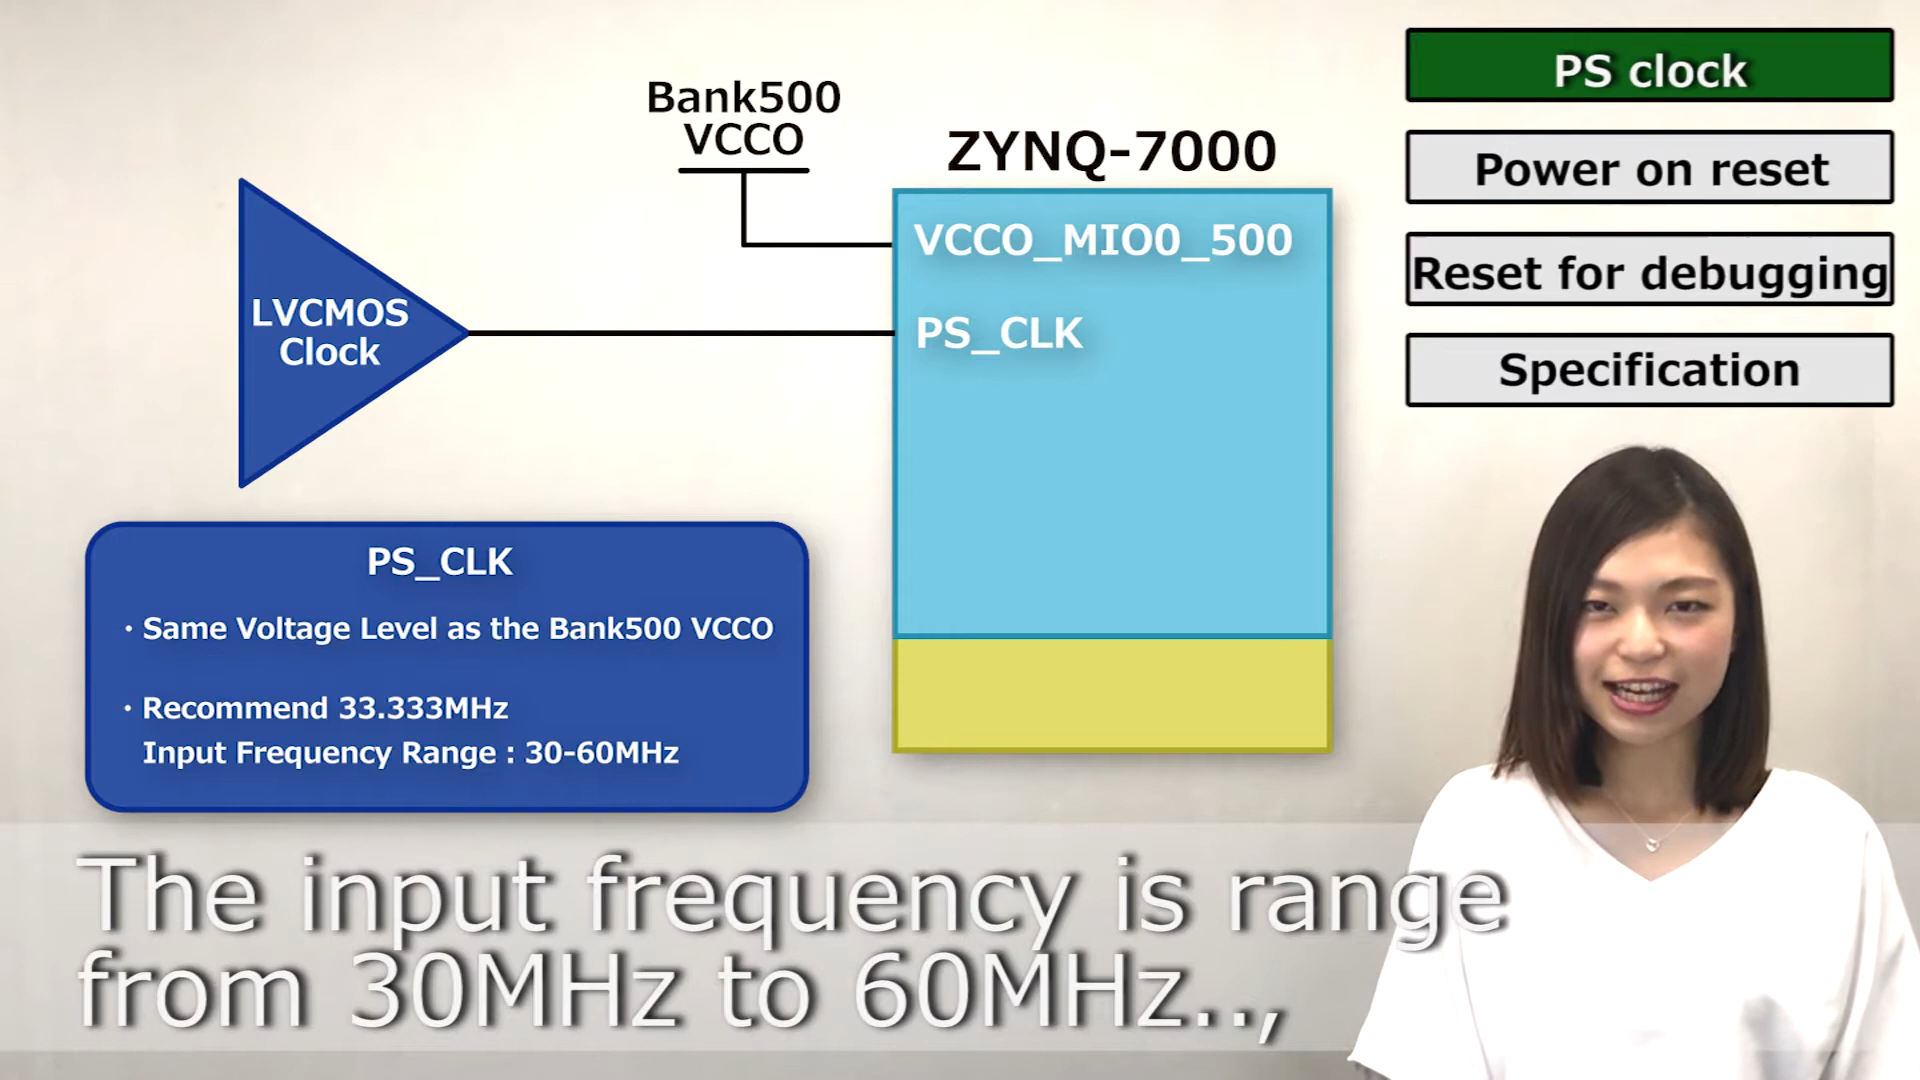 Bank500
VCCO
ZYNQ-7000
VCCO_MIO0_500
PS_CLK
LVCMOS
Clock
PS_CLK
・Same Voltage Level as the Bank500 VCCO
・Recommend 33.333MHz
Input Frequency Range : 30-60MHz
PS clock
Power on reset
Reset for debugging
Specification
The input frequency is range
from 30MHz to 60MHz..,